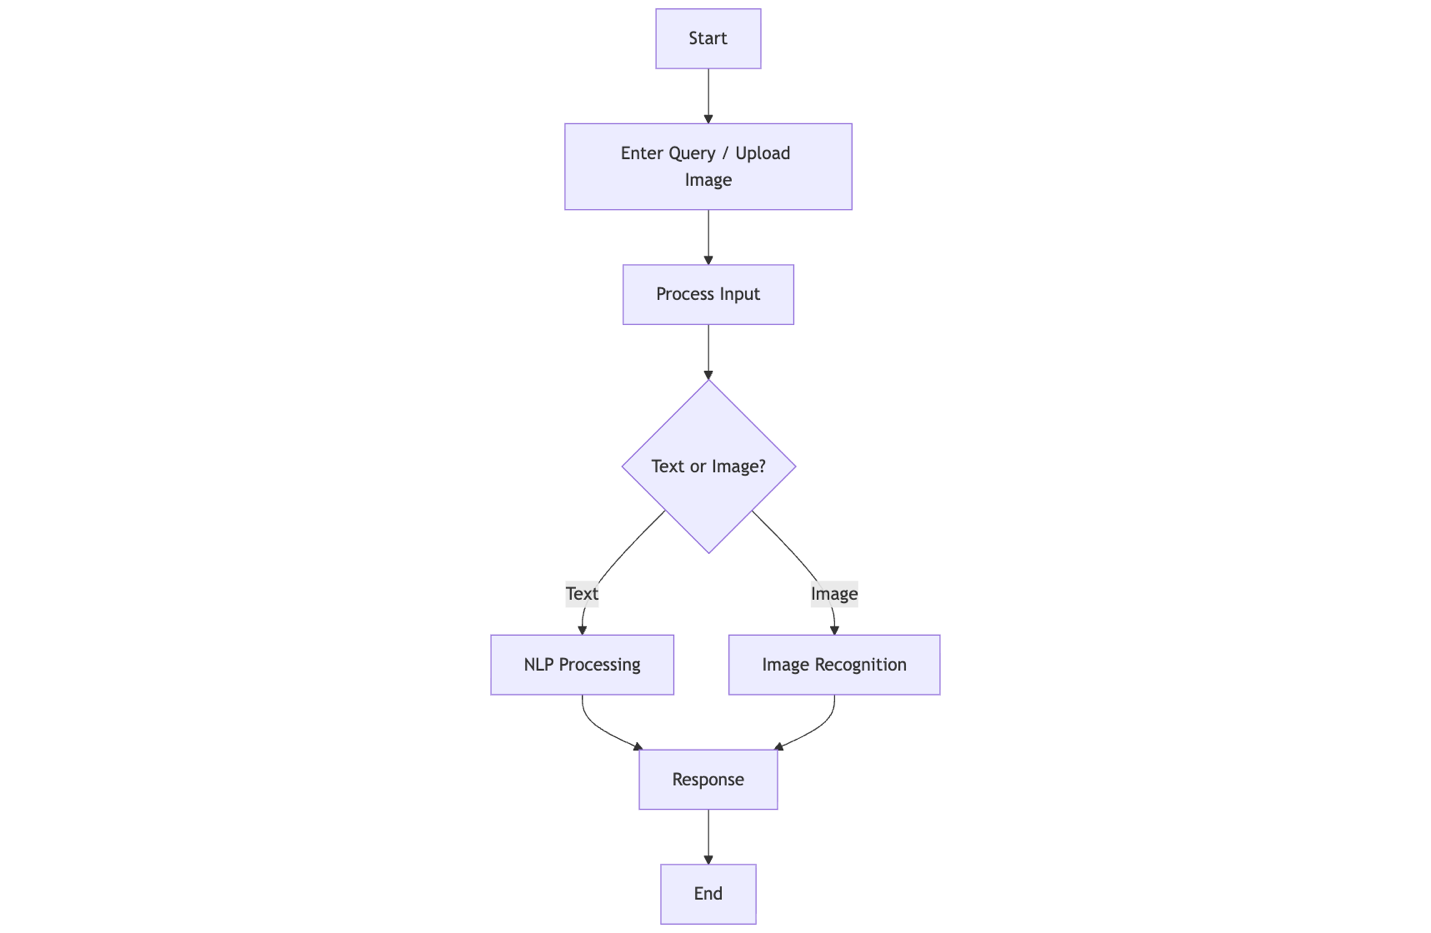 Start
Enter Query / Upload
Image
Process Input
Text or Image?
Text
Image
NLP Processing
Image Recognition
Response
End